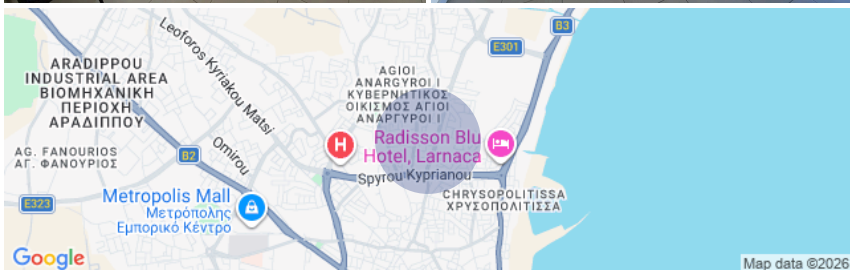 B3
E301
Leoforos Kyriakou Matsi
ARADIPPOU
INDUSTRIAL AREA
ΒΙΟΜΗΧΑΝΙΚΗ
ΠΕΡΙΟΧΗ
ΑΡΑΔΙΠΠΟΥ
AGIOI
ANARGYROI I
ΚΥΒΕΡΝΗΤΙΚΟΣ
ΟΙΚΙΣΜΟΣ ΑΓΙΟΙ
ΑΝΑΡΓΥΡΟΙ Ι
AG. FANOURIOS
ΑΓ. ΦΑΝΟΥΡΙΟΣ
B2
Omirou
H
Radisson Blu
Hotel, Larnaca
Spyrou Kyprianou
CHRYSOPOLITISSA
ΧΡΥΣΟΠΟΛΙΤΙΣΣΑ
E323
Metropolis Mall
Μετρόπολης
Εμπορικό Κέντρο
Google
Map data ©2026